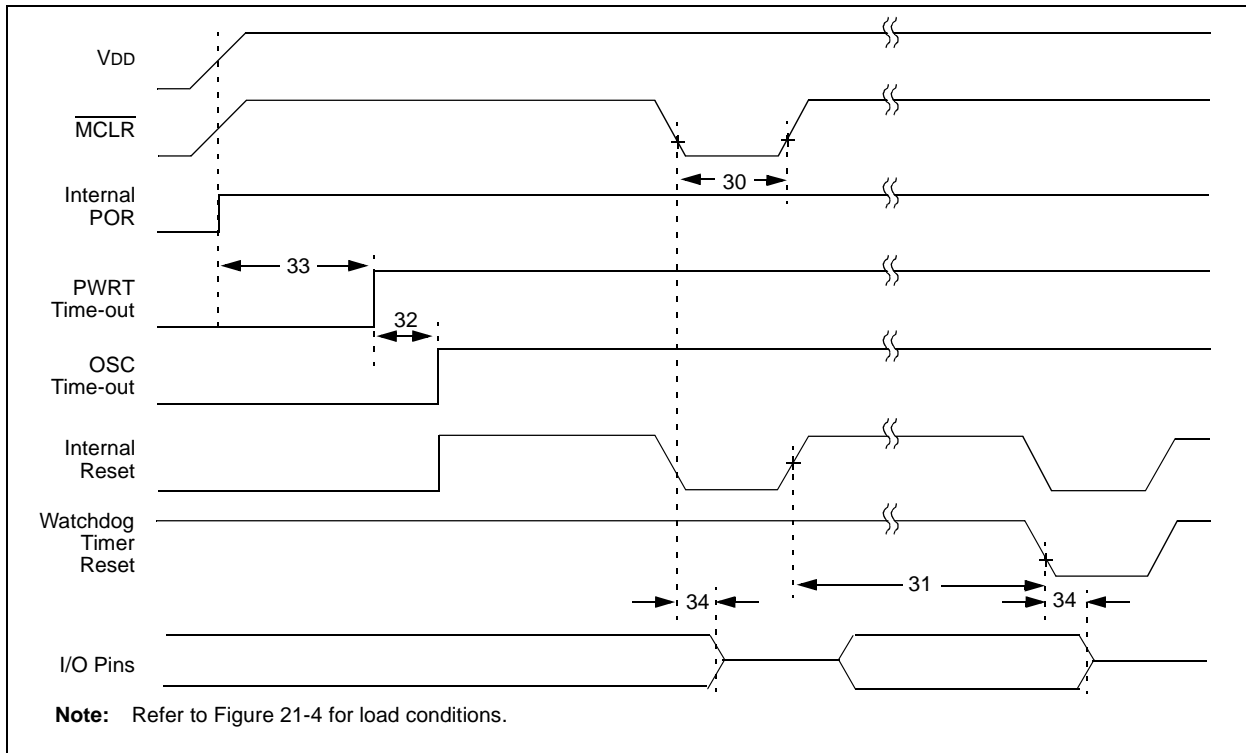 VDD
MCLR
30
Internal
POR
33
PWRT
Time-out
32
OSC
Time-out
Internal
Reset
Watchdog
Timer
Reset
31
34
34
I/O Pins
Note: Refer to Figure 21-4 for load conditions.